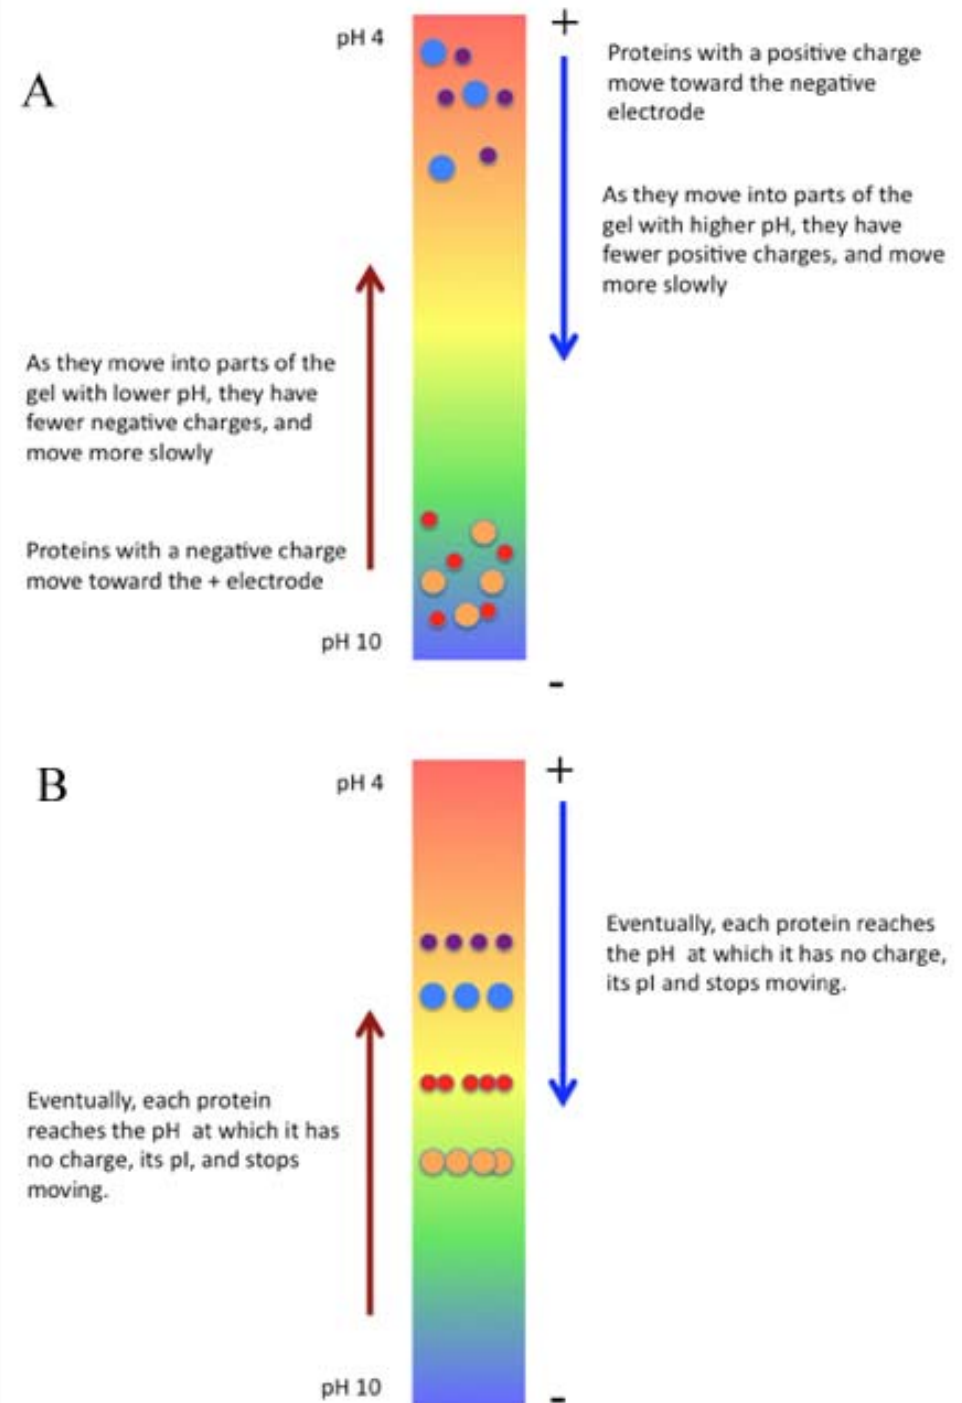 pH 4
+
A
Proteins with a positive charge
move toward the negative
electrode
As they move into parts of the
gel with higher pH, they have
fewer positive charges, and move
more slowly
As they move into parts of the
gel with lower pH, they have
fewer negative charges, and
move more slowly
Proteins with a negative charge
move toward the + electrode
pH 10
-
B
pH 4
+
Eventually, each protein reaches
the pH at which it has no charge,
its pI and stops moving.
Eventually, each protein
reaches the pH at which it has
no charge, its pI, and stops
moving.
pH 10
-